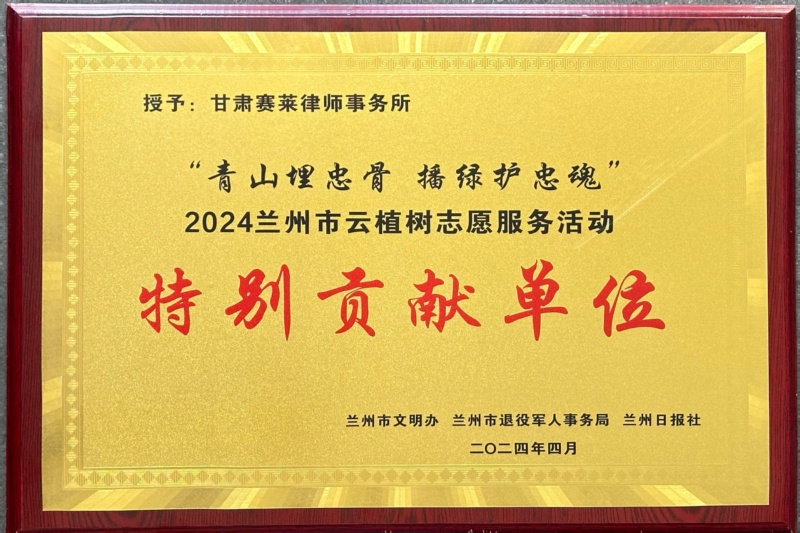 授予：甘肃赛莱律师事务所
“青山埋忠骨 播绿护忠魂”
2024兰州市云植树志愿服务活动
特别贡献单位
兰州市文明办 兰州市退役军人事务局 兰州日报社
二〇二四年四月